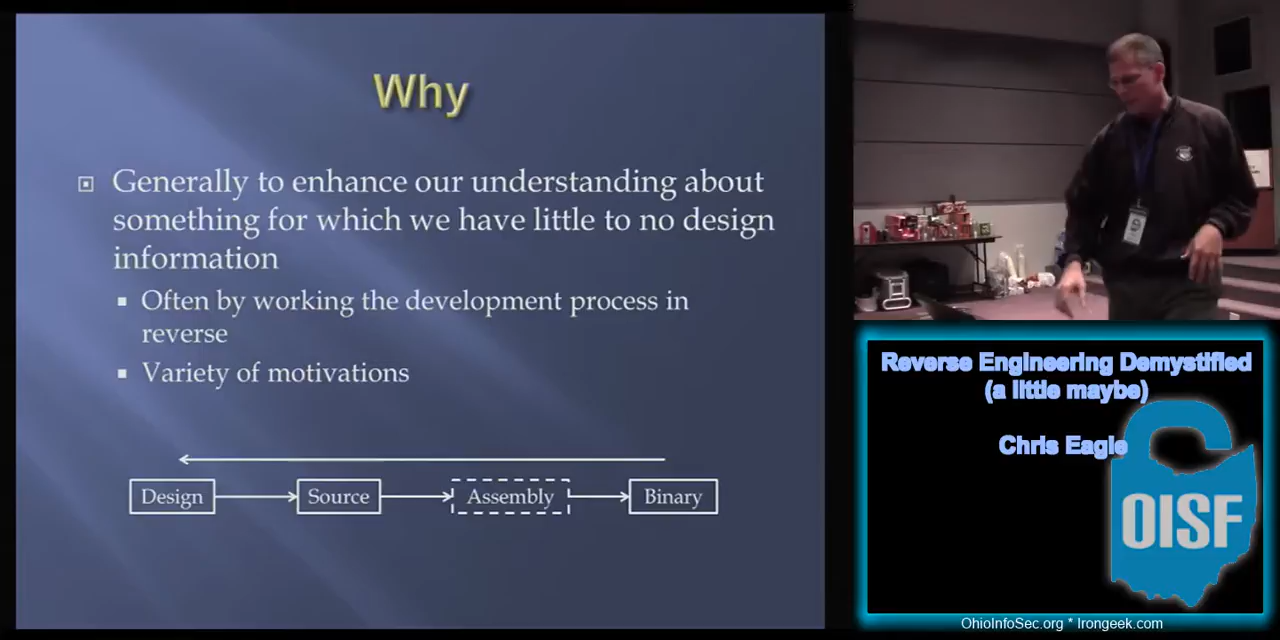 Why
Generally to enhance our understanding about
something for which we have little to no design
information
Often by working the development process in
reverse
Variety of motivations
Design
Source
Assembly
Binary
Reverse Engineering Demystified
(a little maybe)
Chris Eagle
OISF
OhioInfoSec.org * Irongeek.com